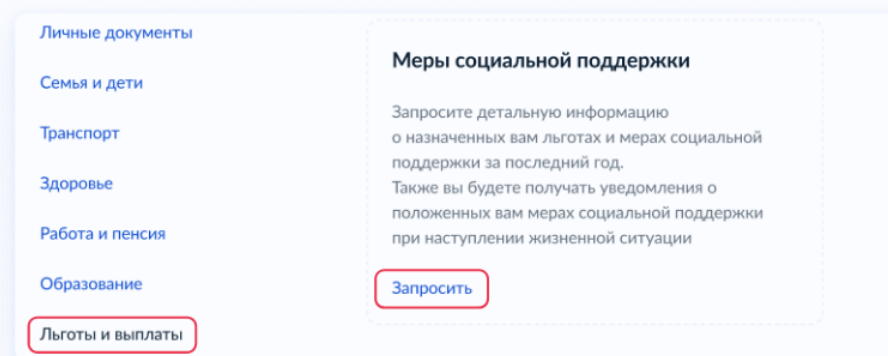 Личные документы
Семья и дети
Транспорт
Здоровье
Работа и пенсия
Образование
Льготы и выплаты
Меры социальной поддержки
Запросите детальную информацию
о назначенных вам льготах и мерах социальной
поддержки за последний год.
Также вы будете получать уведомления о
положенных вам мерах социальной поддержки
при наступлении жизненной ситуации
Запросить